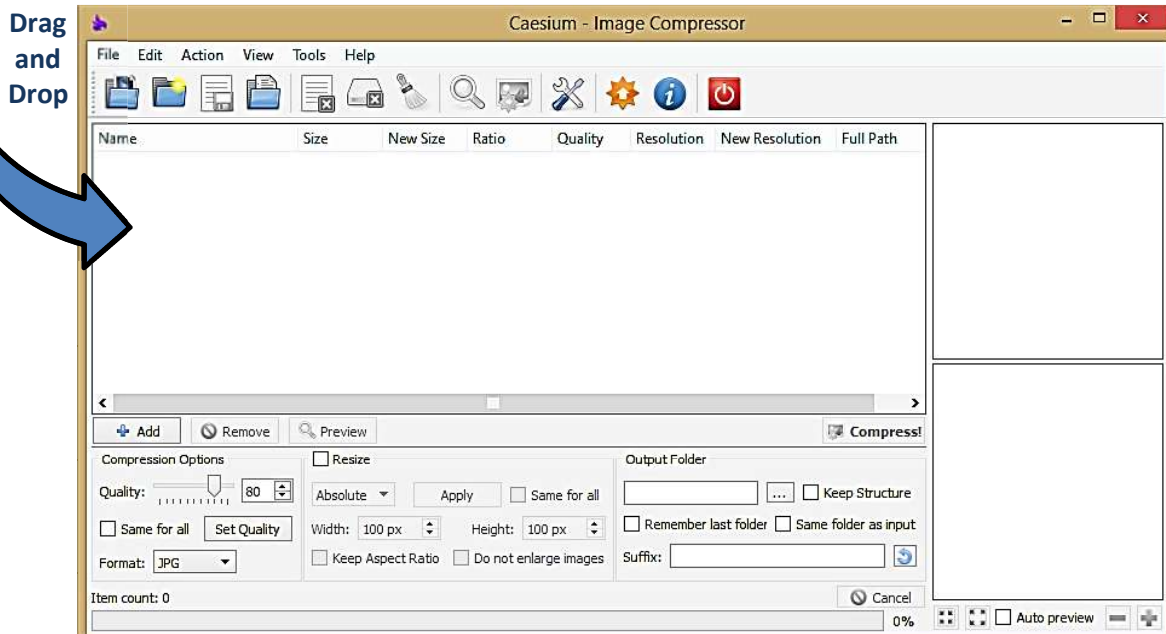 Drag
and
Drop
Caesium - Image Compressor
File Edit Action View Tools Help
Name Size New Size Ratio Quality Resolution New Resolution Full Path
Add Remove Preview Compress!
Compression Options Resize Output Folder
Quality: 80 Absolute Apply Same for all ... Keep Structure
Same for all Set Quality Width: 100 px Height: 100 px Remember last folder Same folder as input
Format: JPG Keep Aspect Ratio Do not enlarge images Suffix:
Item count: 0 Cancel
0% Auto preview